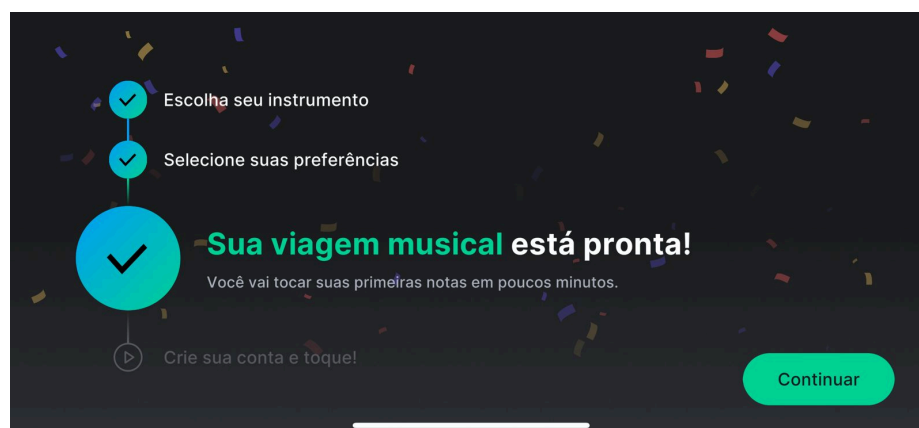 Escolha seu instrumento
Selecione suas preferências
Sua viagem musical está pronta!
Você vai tocar suas primeiras notas em poucos minutos.
Crie sua conta e toque!
Continuar